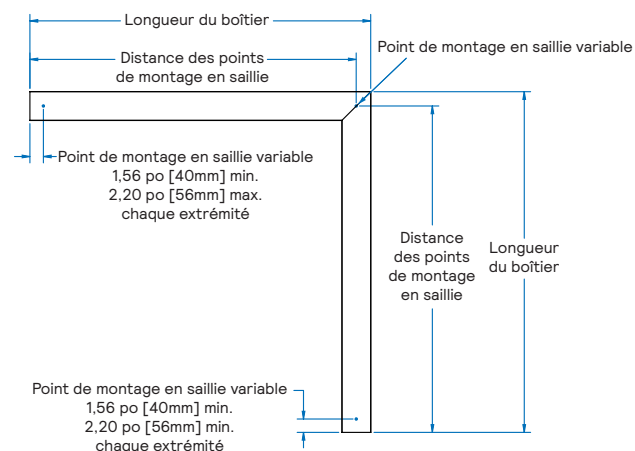 Longueur du boîtier
Distance des points
de montage en saillie
Point de montage en saillie variable
Point de montage en saillie variable
1,56 po [40mm] min.
2,20 po [56mm] max.
chaque extrémité
Distance
des points
de montage
en saillie
Longueur
du boîtier
Point de montage en saillie variable
1,56 po [40mm] min.
2,20 po [56mm] min.
chaque extrémité